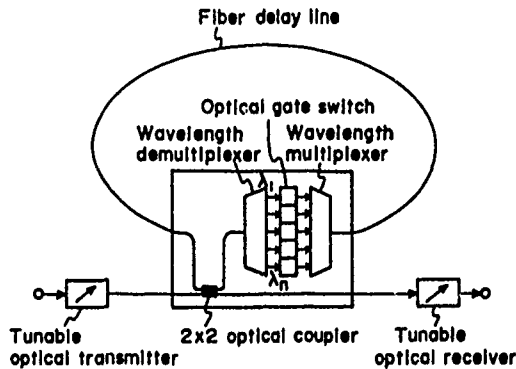 Fiber delay line
Optical gate switch
Wavelength
demultiplexer
Wavelength
multiplexer
λ1
λn
Tunable
optical transmitter
2x2 optical coupler
Tunable
optical receiver